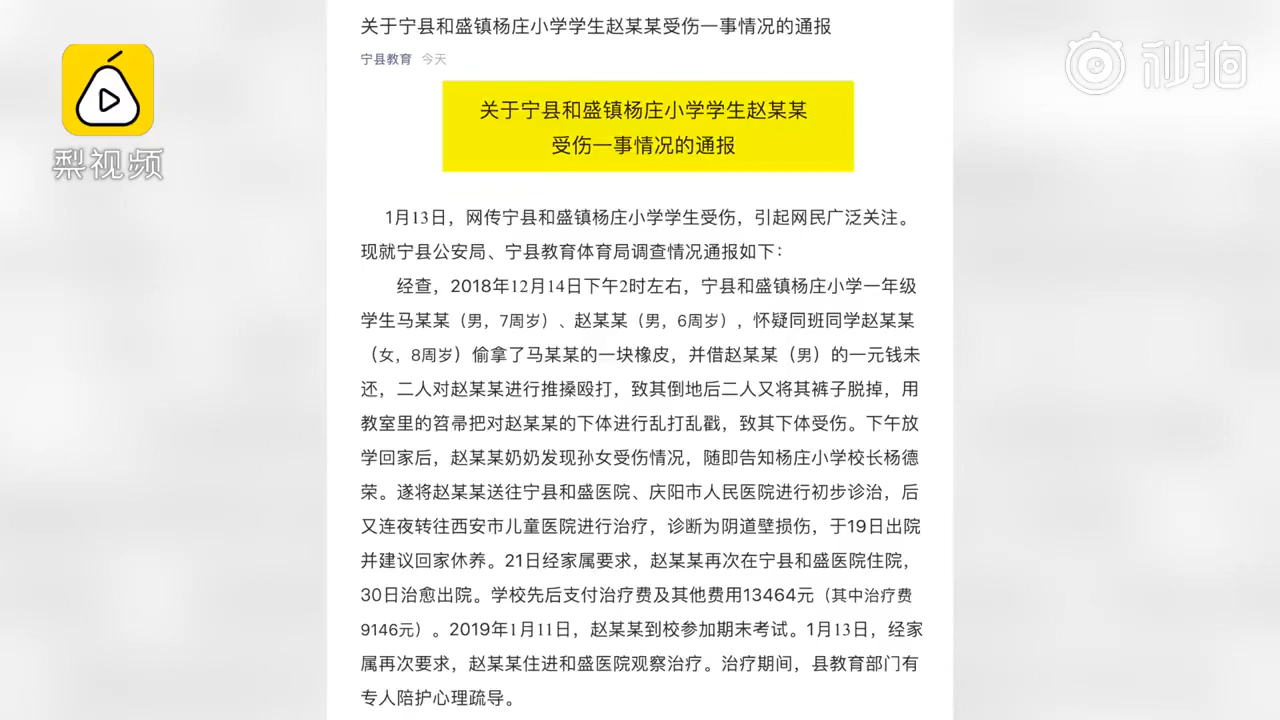 关于宁县和盛镇杨庄小学学生赵某某受伤一事情况的通报
宁县教育 今天
秒拍
梨视频
关于宁县和盛镇杨庄小学学生赵某某
受伤一事情况的通报
1月13日，网传宁县和盛镇杨庄小学学生受伤，引起网民广泛关注。
现就宁县公安局、宁县教育体育局调查情况通报如下：
经查，2018年12月14日下午2时左右，宁县和盛镇杨庄小学一年级
学生马某某（男，7周岁）、赵某某（男，6周岁），怀疑同班同学赵某某
（女，8周岁）偷拿了马某某的一块橡皮，并借赵某某（男）的一元钱未
还，二人对赵某某进行推搡殴打，致其倒地后二人又将其裤子脱掉，用
教室里的笤帚把对赵某某的下体进行乱打乱戳，致其下体受伤。下午放
学回家后，赵某某奶奶发现孙女受伤情况，随即告知杨庄小学校长杨德
荣。遂将赵某某送往宁县和盛医院、庆阳市人民医院进行初步诊治，后
又连夜转往西安市儿童医院进行治疗，诊断为阴道壁损伤，于19日出院
并建议回家休养。21日经家属要求，赵某某再次在宁县和盛医院住院，
30日治愈出院。学校先后支付治疗费及其他费用13464元（其中治疗费
9146元）。2019年1月11日，赵某某到校参加期末考试。1月13日，经家
属再次要求，赵某某住进和盛医院观察治疗。治疗期间，县教育部门有
专人陪护心理疏导。